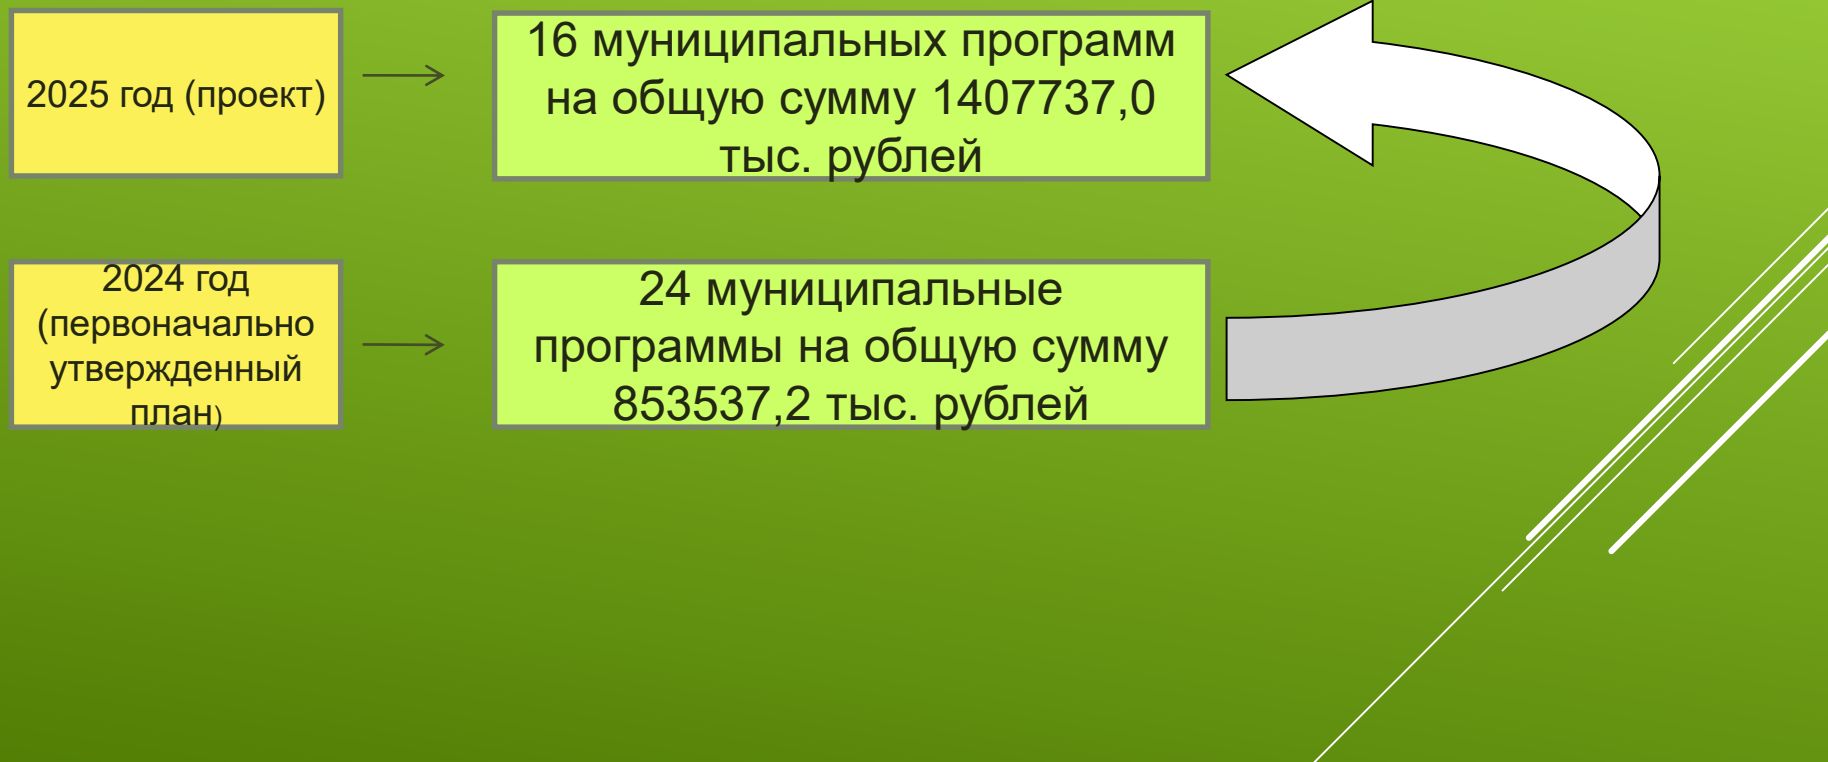 2025 год (проект)
16 муниципальных программ
на общую сумму 1407737,0
тыс. рублей
2024 год
(первоначально
утвержденный
план)
24 муниципальные
программы на общую сумму
853537,2 тыс. рублей